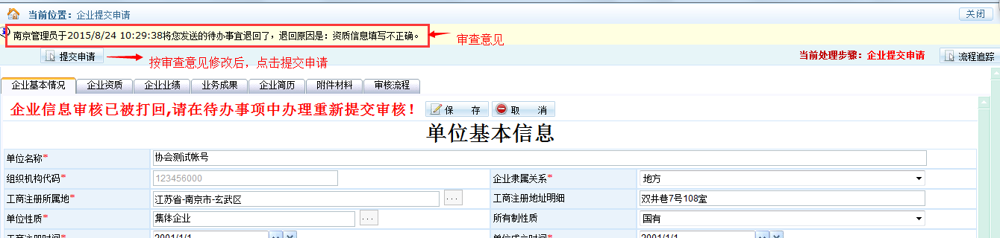 当前位置：企业提交申请 关闭
南京管理员于2015/8/24 10:29:38将您发送的待办事宜退回了，退回原因是：资质信息填写不正确。 审查意见
提交申请 按审查意见修改后，点击提交申请 当前处理步骤：企业提交申请 流程追踪
企业基本情况 企业资质 企业业绩 业务成果 企业简历 附件材料 审核流程
企业信息审核已被打回,请在待办事项中办理重新提交审核！ 保 存 取 消
单位基本信息
单位名称* 协会测试帐号
组织机构代码* 123456000 企业隶属关系* 地方
工商注册所属地* 江苏省-南京市-玄武区 ... 工商注册地址明细 双井巷7号108室
单位性质* 集体企业 ... 所有制性质 国有
工商注册时间* 2001/1/1 单位成立时间* 2001/1/1